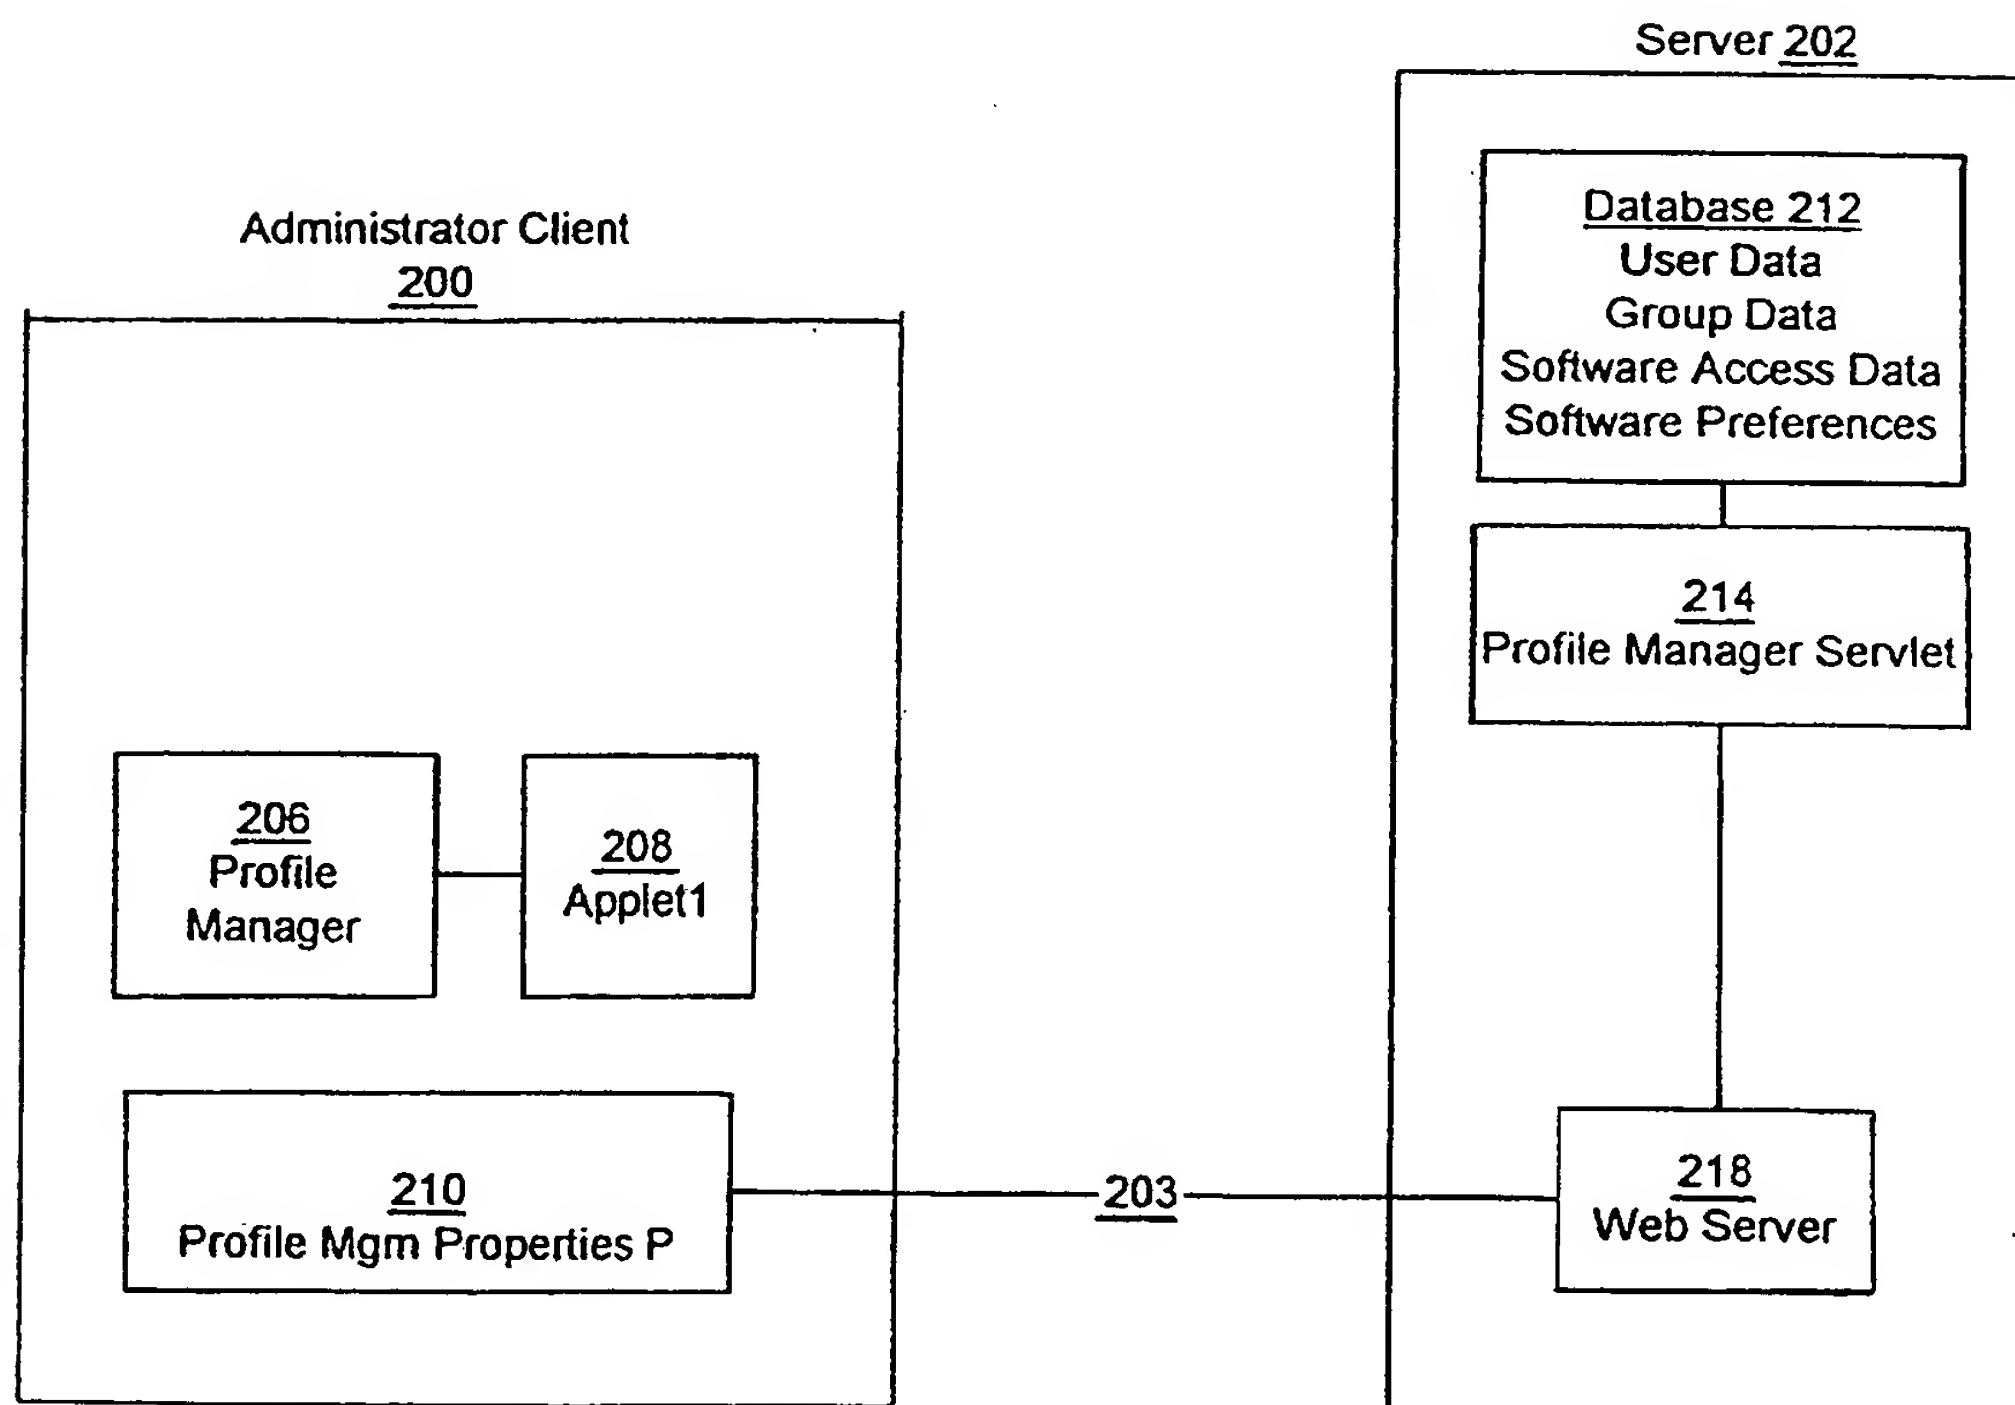 Server 202
Database 212
User Data
Group Data
Software Access Data
Software Preferences
Administrator Client
200
214
Profile Manager Servlet
206
Profile
Manager
208
Applet1
210
Profile Mgm Properties P
203
218
Web Server